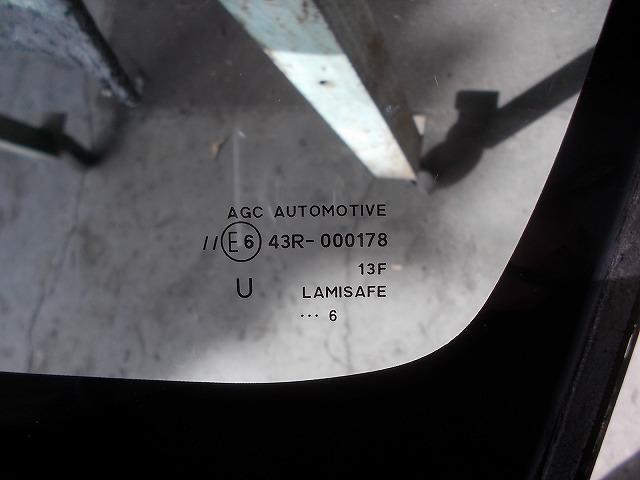 AGC AUTOMOTIVE
// E6 43R-000178
13F
U LAMISAFE
··· 6